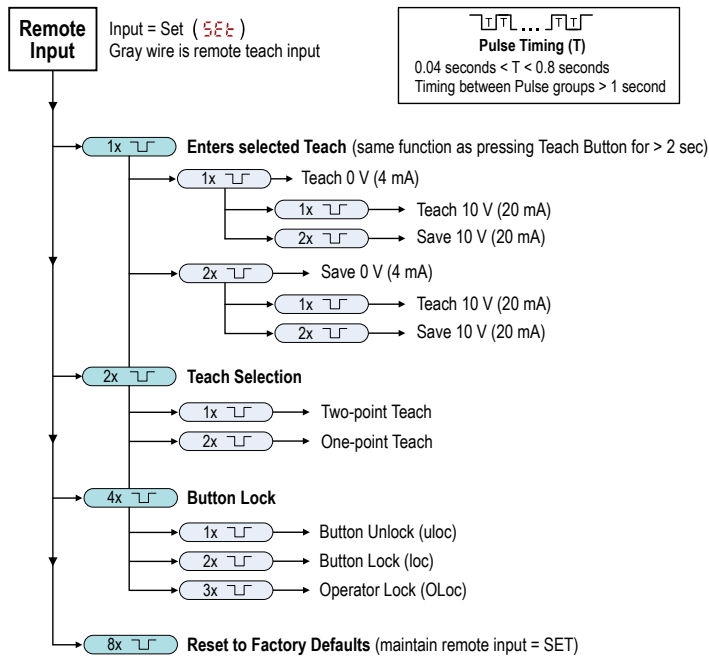 Remote
Input
Input = Set ( SEt )
Gray wire is remote teach input
T T ... T T
Pulse Timing (T)
0.04 seconds < T < 0.8 seconds
Timing between Pulse groups > 1 second
1x Enters selected Teach (same function as pressing Teach Button for > 2 sec)
1x Teach 0 V (4 mA)
1x Teach 10 V (20 mA)
2x Save 10 V (20 mA)
2x Save 0 V (4 mA)
1x Teach 10 V (20 mA)
2x Save 10 V (20 mA)
2x Teach Selection
1x Two-point Teach
2x One-point Teach
4x Button Lock
1x Button Unlock (uloc)
2x Button Lock (loc)
3x Operator Lock (OLoc)
8x Reset to Factory Defaults (maintain remote input = SET)